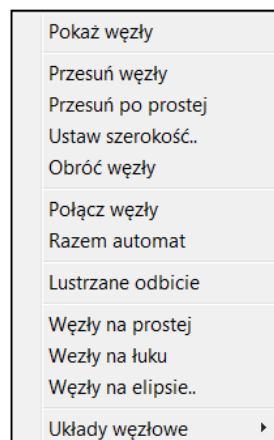 Pokaż węzły
Przesuń węzły
Przesuń po prostej
Ustaw szerokość..
Obróć węzły
Połącz węzły
Razem automat
Lustrzane odbicie
Węzły na prostej
Wezły na łuku
Węzły na elipsie..
Układy węzłowe